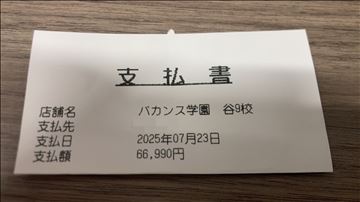 支払書
店舗名 バカンス学園 谷9校
支払先
支払日 2025年07月23日
支払額 66,990円